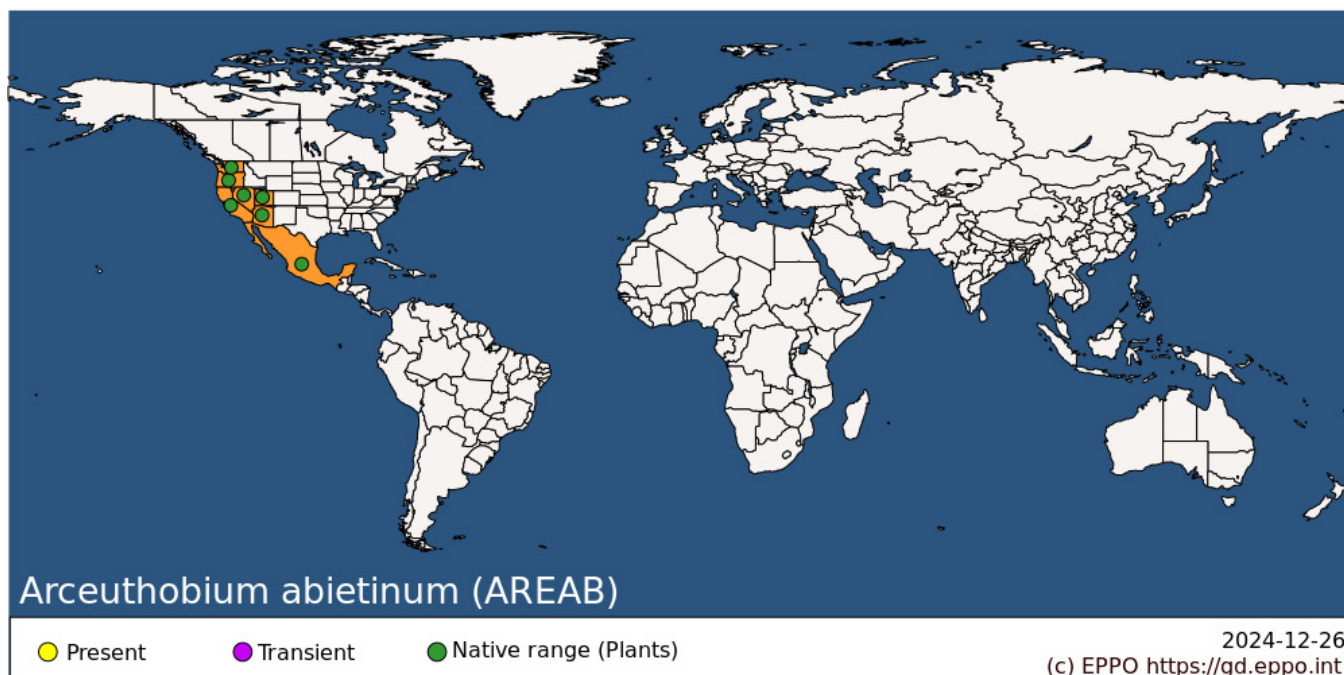 Arceuthobium abietinum (AREAB)
Present
Transient
Native range (Plants)
2024-12-26
(c) EPPO https://gd.eppo.int